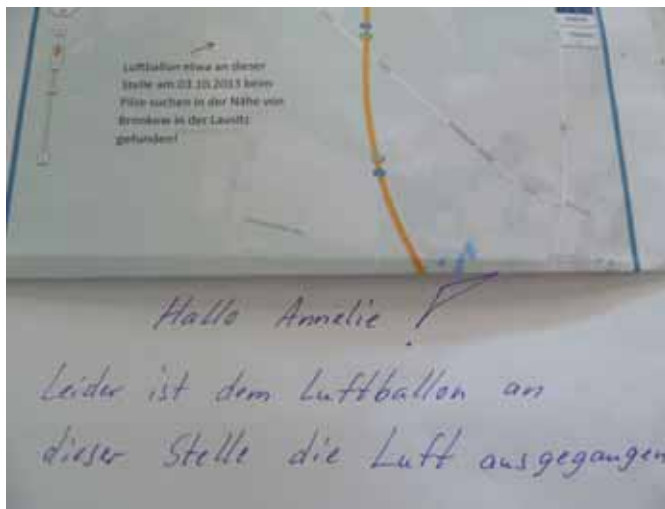 Luftballon etwa an dieser
Stelle am 03.10.2013 beim
Pilze suchen in der Nähe von
Bronkow in der Lausitz
gefunden!
Hallo Annelie!
Leider ist dem Luftballon an
dieser Stelle die Luft ausgegangen